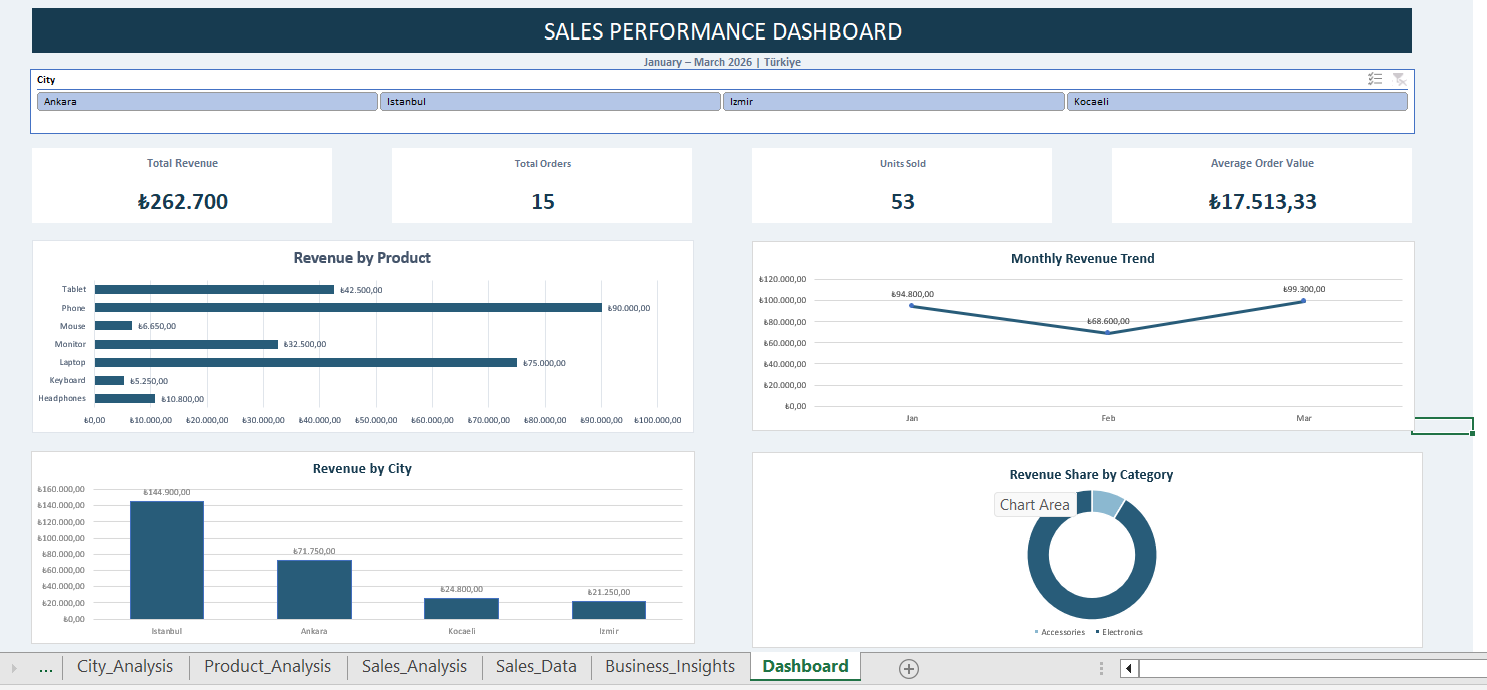 SALES PERFORMANCE DASHBOARD
January – March 2026 | Türkiye
City
Ankara Istanbul Izmir Kocaeli
Total Revenue Total Orders Units Sold Average Order Value
₺262.700 15 53 ₺17.513,33
Revenue by Product
Tablet ₺42.500,00
Phone ₺90.000,00
Mouse ₺6.650,00
Monitor ₺32.500,00
Laptop ₺75.000,00
Keyboard ₺5.250,00
Headphones ₺10.800,00
₺0,00 ₺10.000,00 ₺20.000,00 ₺30.000,00 ₺40.000,00 ₺50.000,00 ₺60.000,00 ₺70.000,00 ₺80.000,00 ₺90.000,00 ₺100.000,00
Monthly Revenue Trend
₺120.000,00
₺100.000,00
₺80.000,00
₺60.000,00
₺40.000,00
₺20.000,00
₺0,00
₺94.800,00 ₺68.600,00 ₺99.300,00
Jan Feb Mar
Revenue by City
₺160.000,00
₺140.000,00
₺120.000,00
₺100.000,00
₺80.000,00
₺60.000,00
₺40.000,00
₺20.000,00
₺0,00
₺144.900,00 ₺71.750,00 ₺24.800,00 ₺21.250,00
Istanbul Ankara Kocaeli Izmir
Revenue Share by Category
Chart Area
Accessories Electronics
... City_Analysis Product_Analysis Sales_Analysis Sales_Data Business_Insights Dashboard